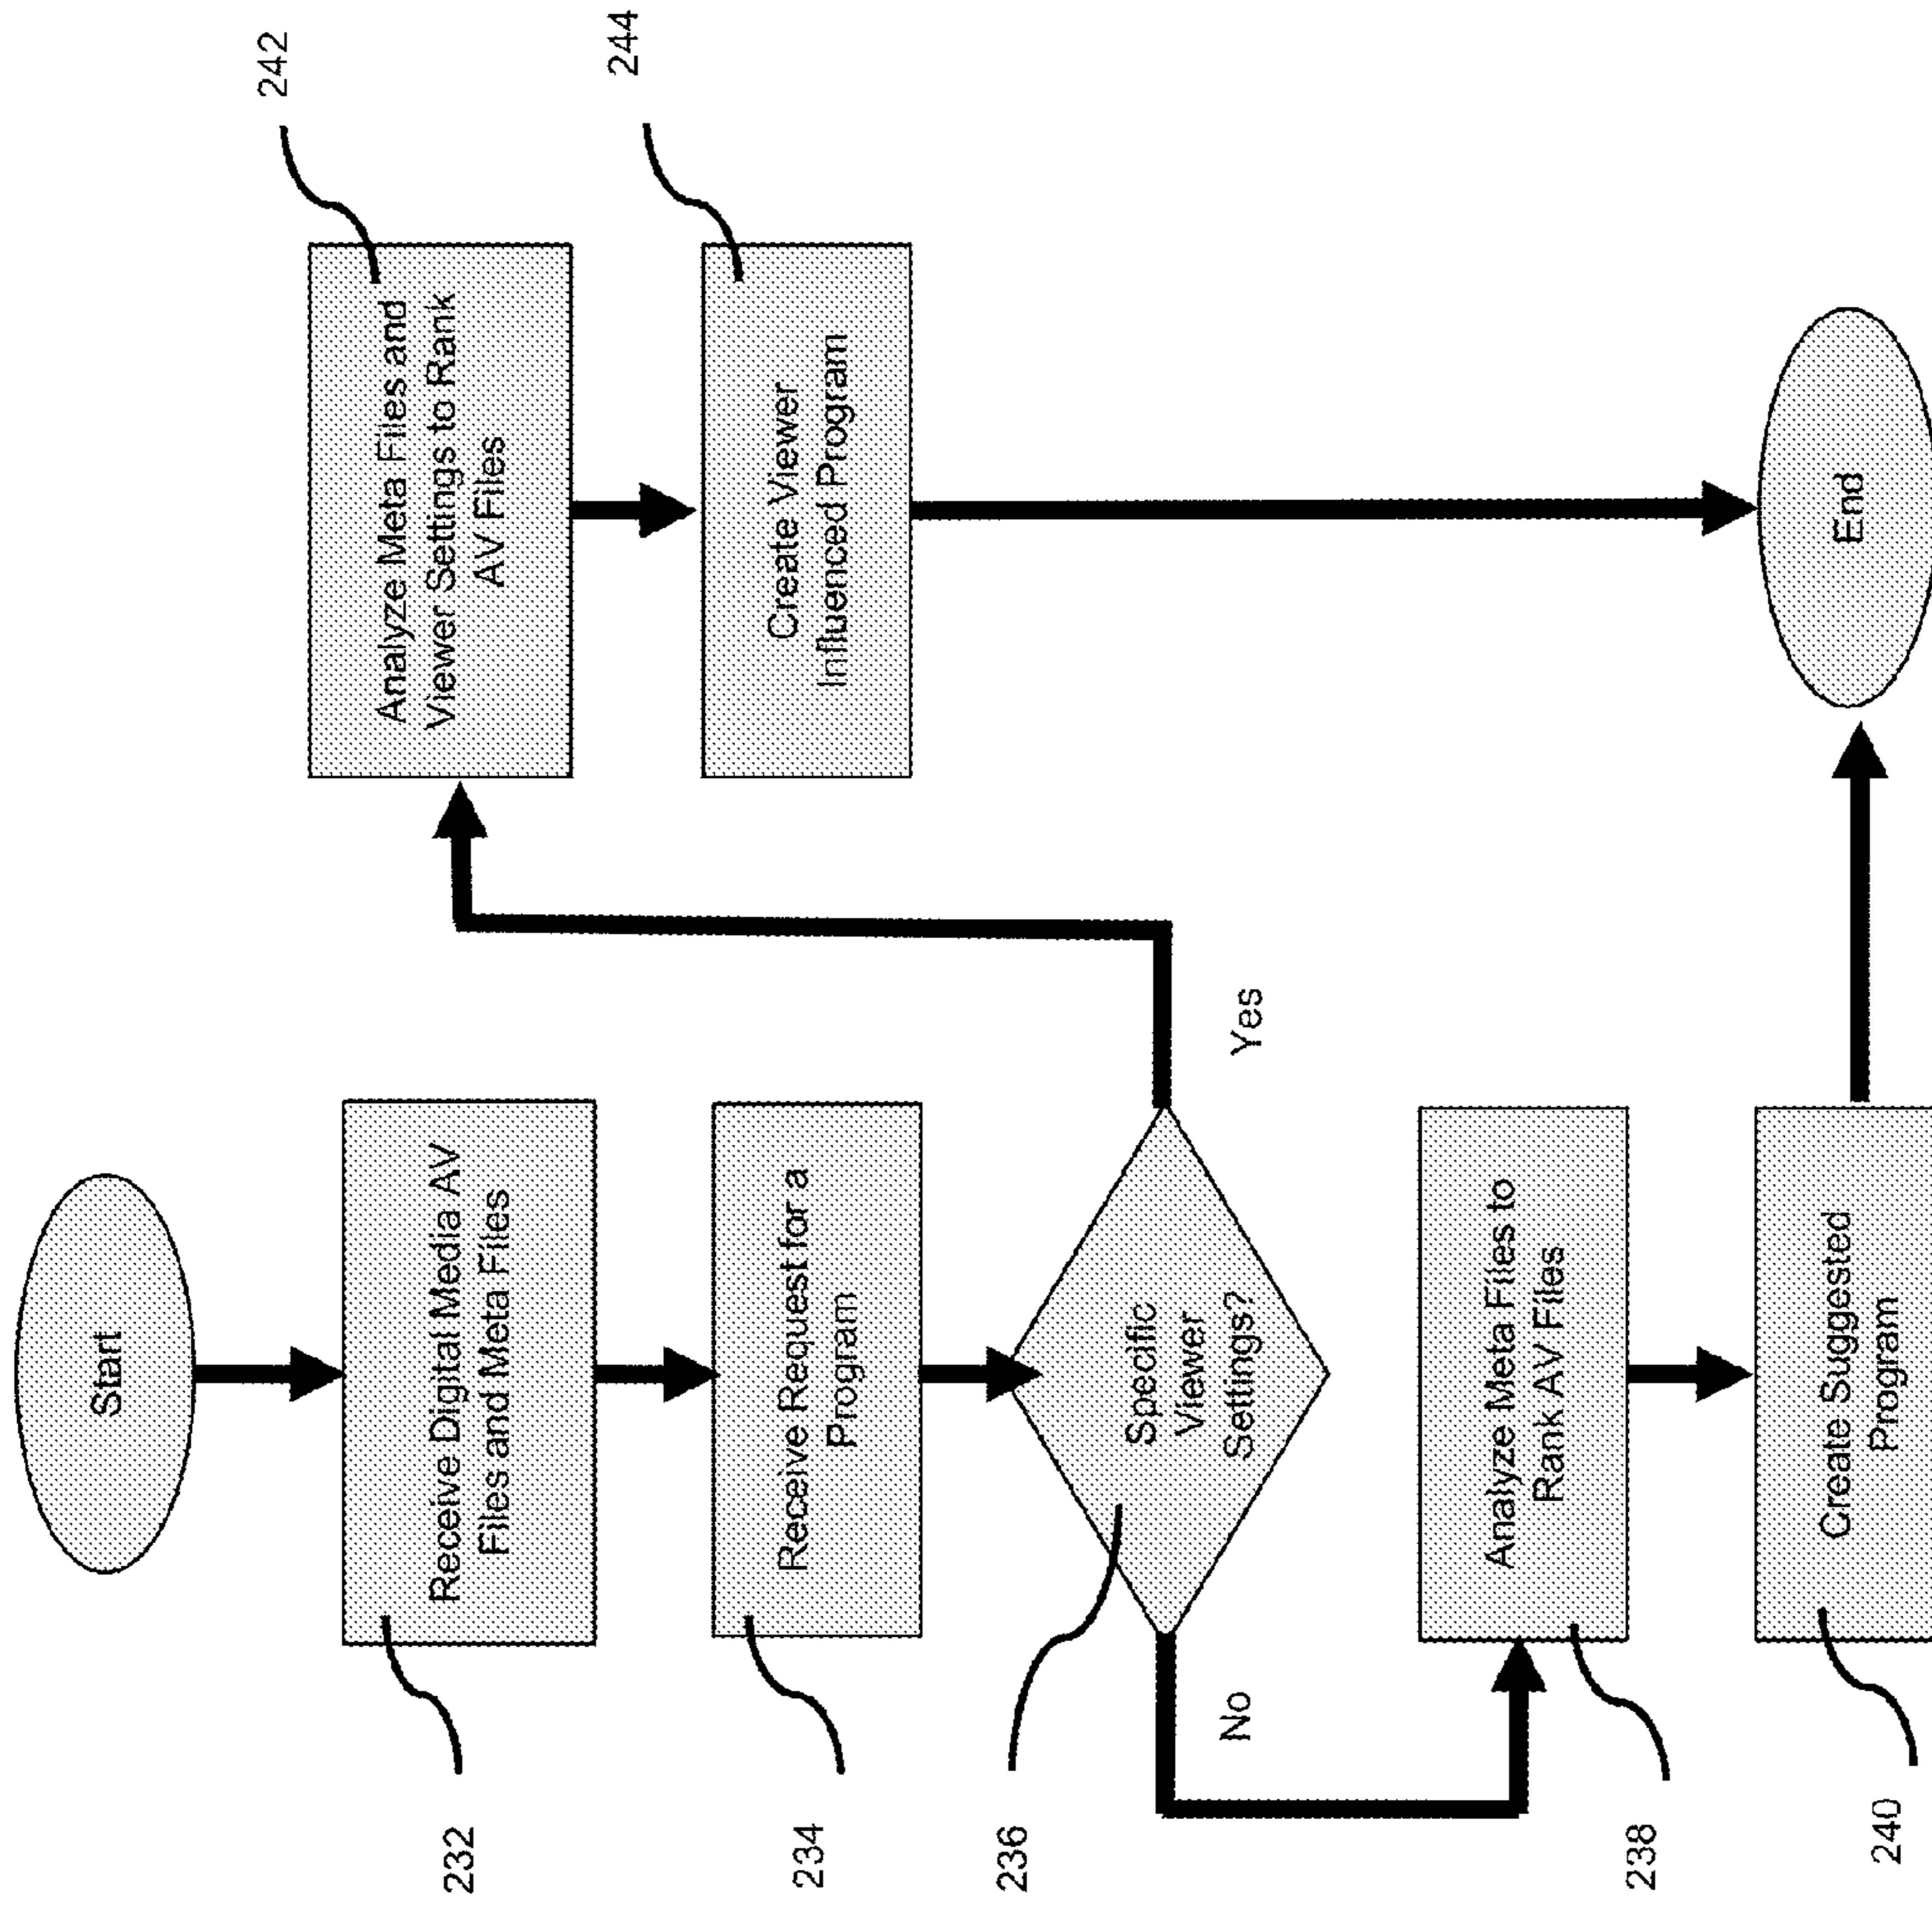 Start
232
Receive Digital Media AV
Files and Meta Files
234
Receive Request for a
Program
236
Specific
Viewer
Settings?
No
Yes
238
Analyze Meta Files to
Rank AV Files
240
Create Suggested
Program
242
Analyze Meta Files and
Viewer Settings to Rank
AV Files
244
Create Viewer
Influenced Program
End